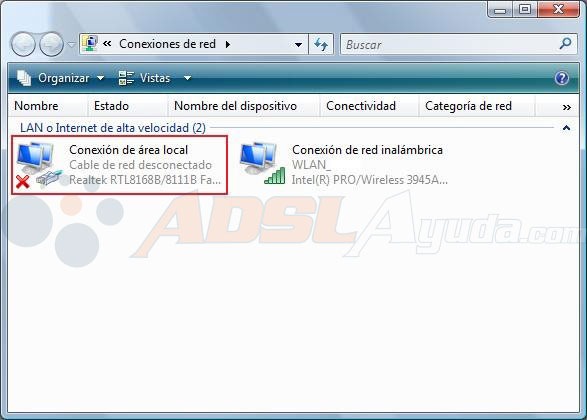 « Conexiones de red
Buscar
Organizar Vistas
Nombre Estado Nombre del dispositivo Conectividad Categoría de red »
LAN o Internet de alta velocidad (2)
Conexión de área local
Cable de red desconectado
Realtek RTL8168B/8111B Fa...
Conexión de red inalámbrica
WLAN_
Intel(R) PRO/Wireless 3945A...
ADSLAyuda.com